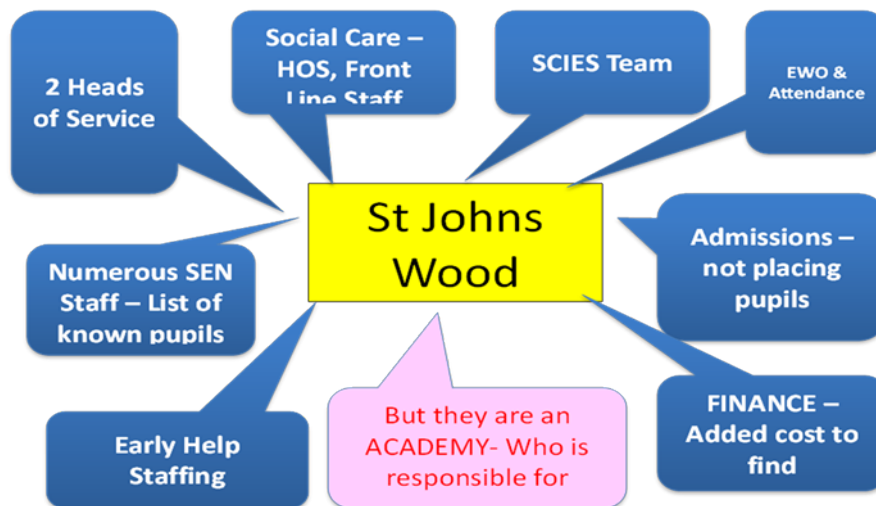 2 Heads
of Service
Social Care –
HOS, Front
Line Staff
SCIES Team
EWO &
Attendance
St Johns
Wood
Numerous SEN
Staff – List of
known pupils
Admissions –
not placing
pupils
Early Help
Staffing
But they are an
ACADEMY- Who is
responsible for
FINANCE –
Added cost to
find